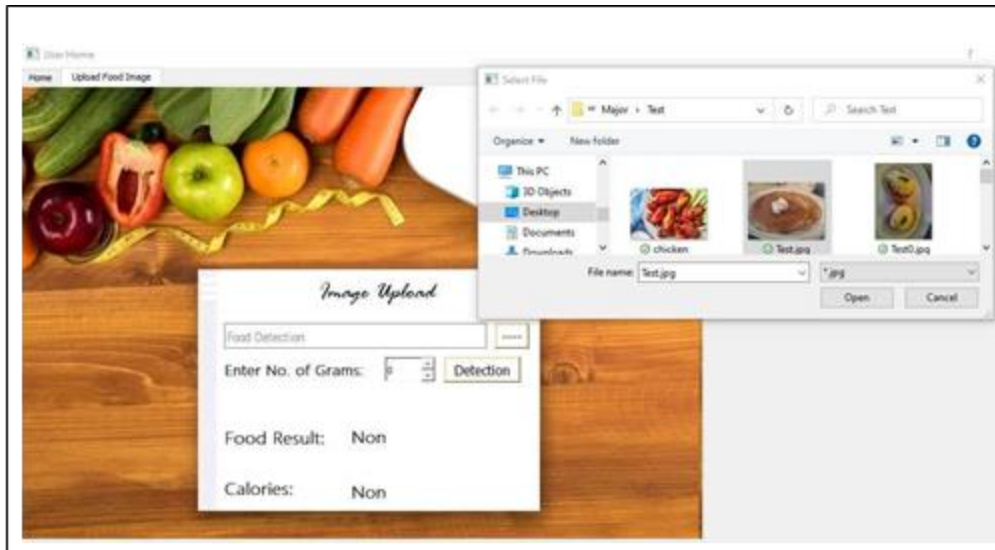 User Home
?
Home Upload Food Image
Select File
Major › Test
Search Test
Organize New folder
This PC
3D Objects
Desktop
Documents
Downloads
chicken
Test.jpg
Test0.jpg
File name: Test.jpg
*.jpg
Open Cancel
Image Upload
Food Detection
Enter No. of Grams: 0 Detection
Food Result: Non
Calories: Non